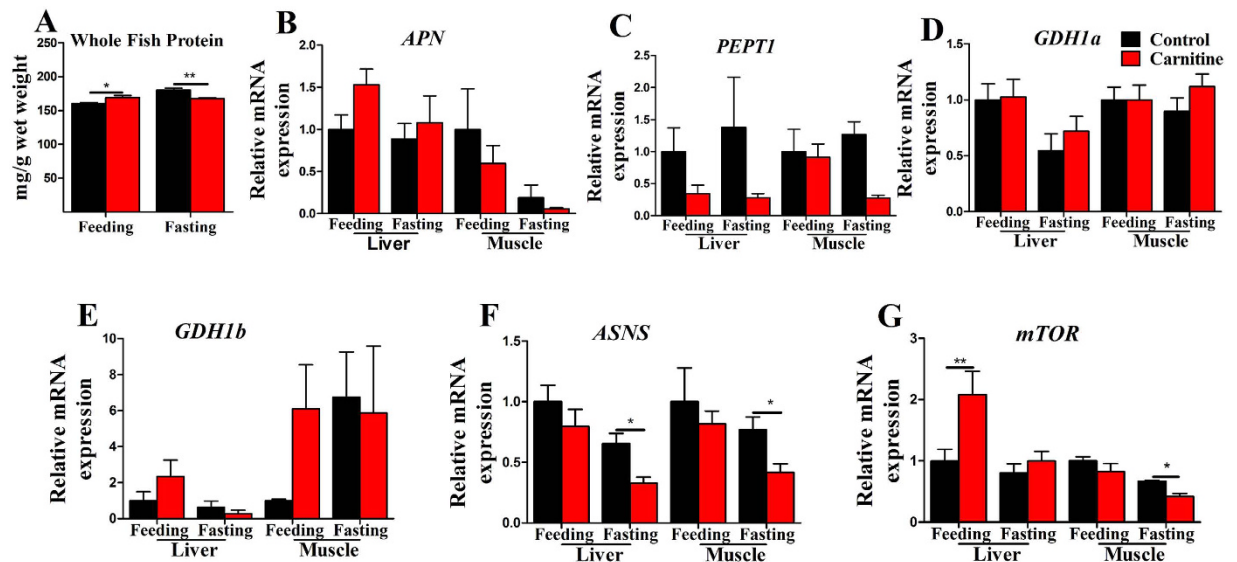 A
Whole Fish Protein
mg/g wet weight
250
200
150
100
50
*
**
Feeding Fasting
B
APN
Relative mRNA
expression
2.0
1.5
1.0
0.5
0.0
Feeding Fasting Feeding Fasting
Liver Muscle
C
PEPT1
Relative mRNA
expression
2.5
2.0
1.5
1.0
0.5
0.0
Feeding Fasting Feeding Fasting
Liver Muscle
D
GDH1a
Control
Carnitine
Relative mRNA
expression
1.5
1.0
0.5
0.0
Feeding Fasting Feeding Fasting
Liver Muscle
E
GDH1b
Relative mRNA
expression
10
8
6
4
2
0
Feeding Fasting Feeding Fasting
Liver Muscle
F
ASNS
Relative mRNA
expression
1.5
1.0
0.5
0.0
*
*
Feeding Fasting Feeding Fasting
Liver Muscle
G
mTOR
Relative mRNA
expression
3
2
1
0
**
*
Feeding Fasting Feeding Fasting
Liver Muscle